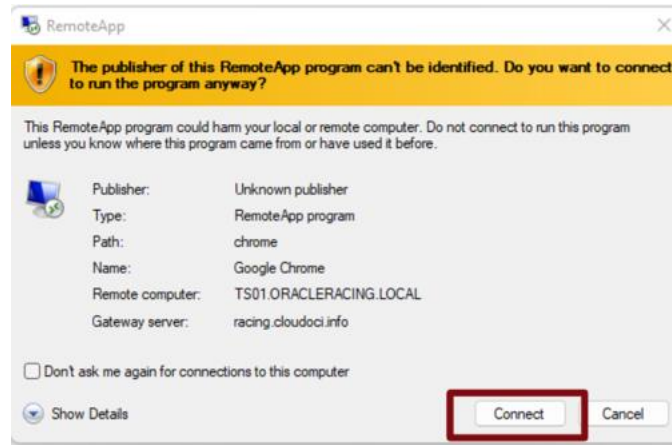 RemoteApp
The publisher of this RemoteApp program can't be identified. Do you want to connect
to run the program anyway?
This RemoteApp program could harm your local or remote computer. Do not connect to run this program
unless you know where this program came from or have used it before.
Publisher: Unknown publisher
Type: RemoteApp program
Path: chrome
Name: Google Chrome
Remote computer: TS01.ORACLERACING.LOCAL
Gateway server: racing.cloudoci.info
Don't ask me again for connections to this computer
Show Details Connect Cancel